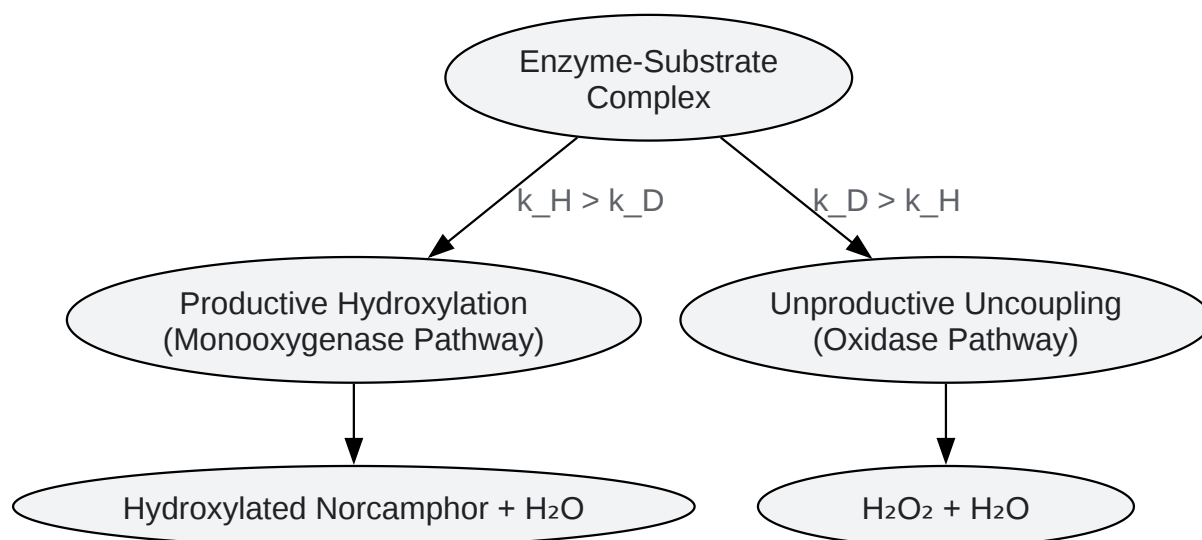 Enzyme-Substrate
Complex
k_H > k_D
k_D > k_H
Productive Hydroxylation
(Monooxygenase Pathway)
Unproductive Uncoupling
(Oxidase Pathway)
Hydroxylated Norcamphor + H₂O
H₂O₂ + H₂O